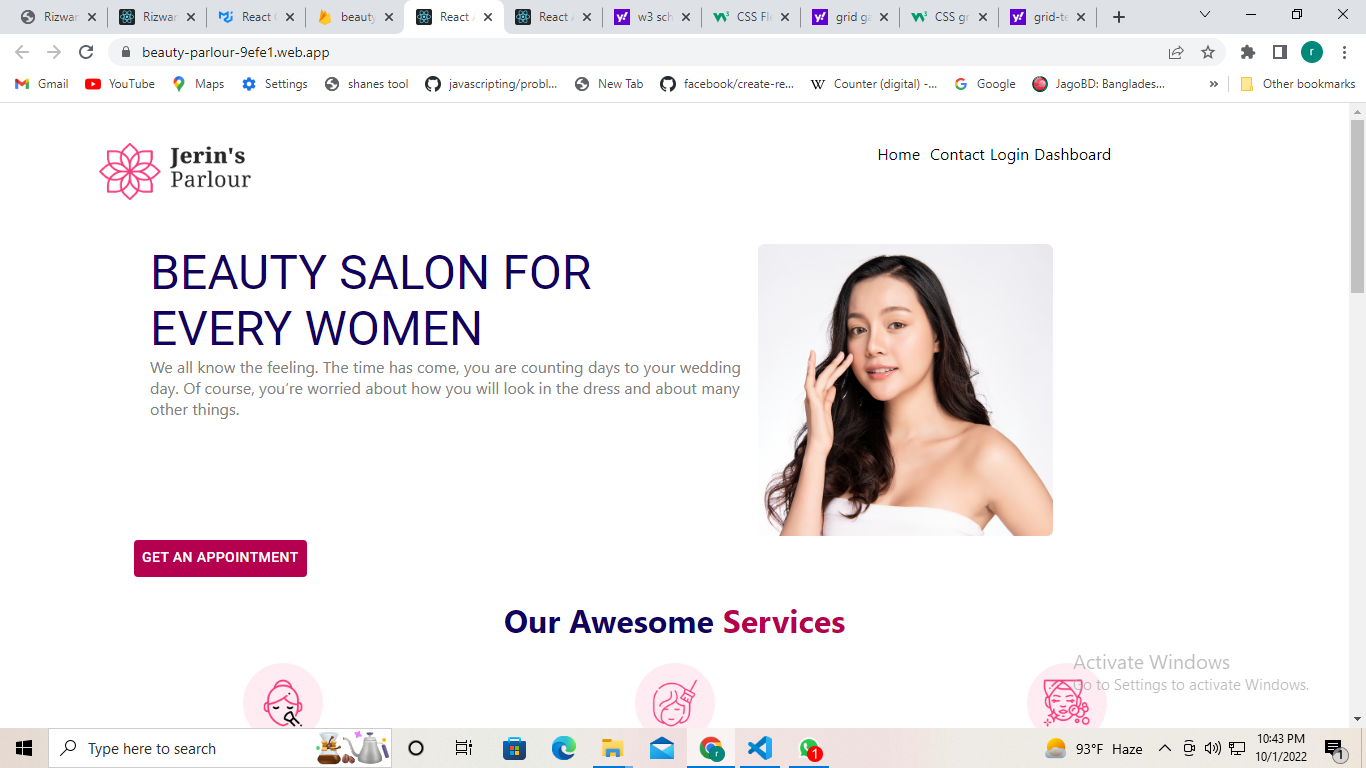 Rizwan
Rizwar
React
beauty
React
React
w3 sch
CSS Fl
grid ga
CSS gr
grid-te
beauty-parlour-9efe1.web.app
r
Gmail
YouTube
Maps
Settings
shanes tool
javascripting/probl...
New Tab
facebook/create-re...
Counter (digital) -...
Google
JagoBD: Banglades...
»
Other bookmarks
Jerin's
Parlour
Home Contact Login Dashboard
BEAUTY SALON FOR
EVERY WOMEN
We all know the feeling. The time has come, you are counting days to your wedding
day. Of course, you’re worried about how you will look in the dress and about many
other things.
GET AN APPOINTMENT
Our Awesome Services
Activate Windows
Go to Settings to activate Windows.
Type here to search
1
93°F Haze
10:43 PM
10/1/2022
1